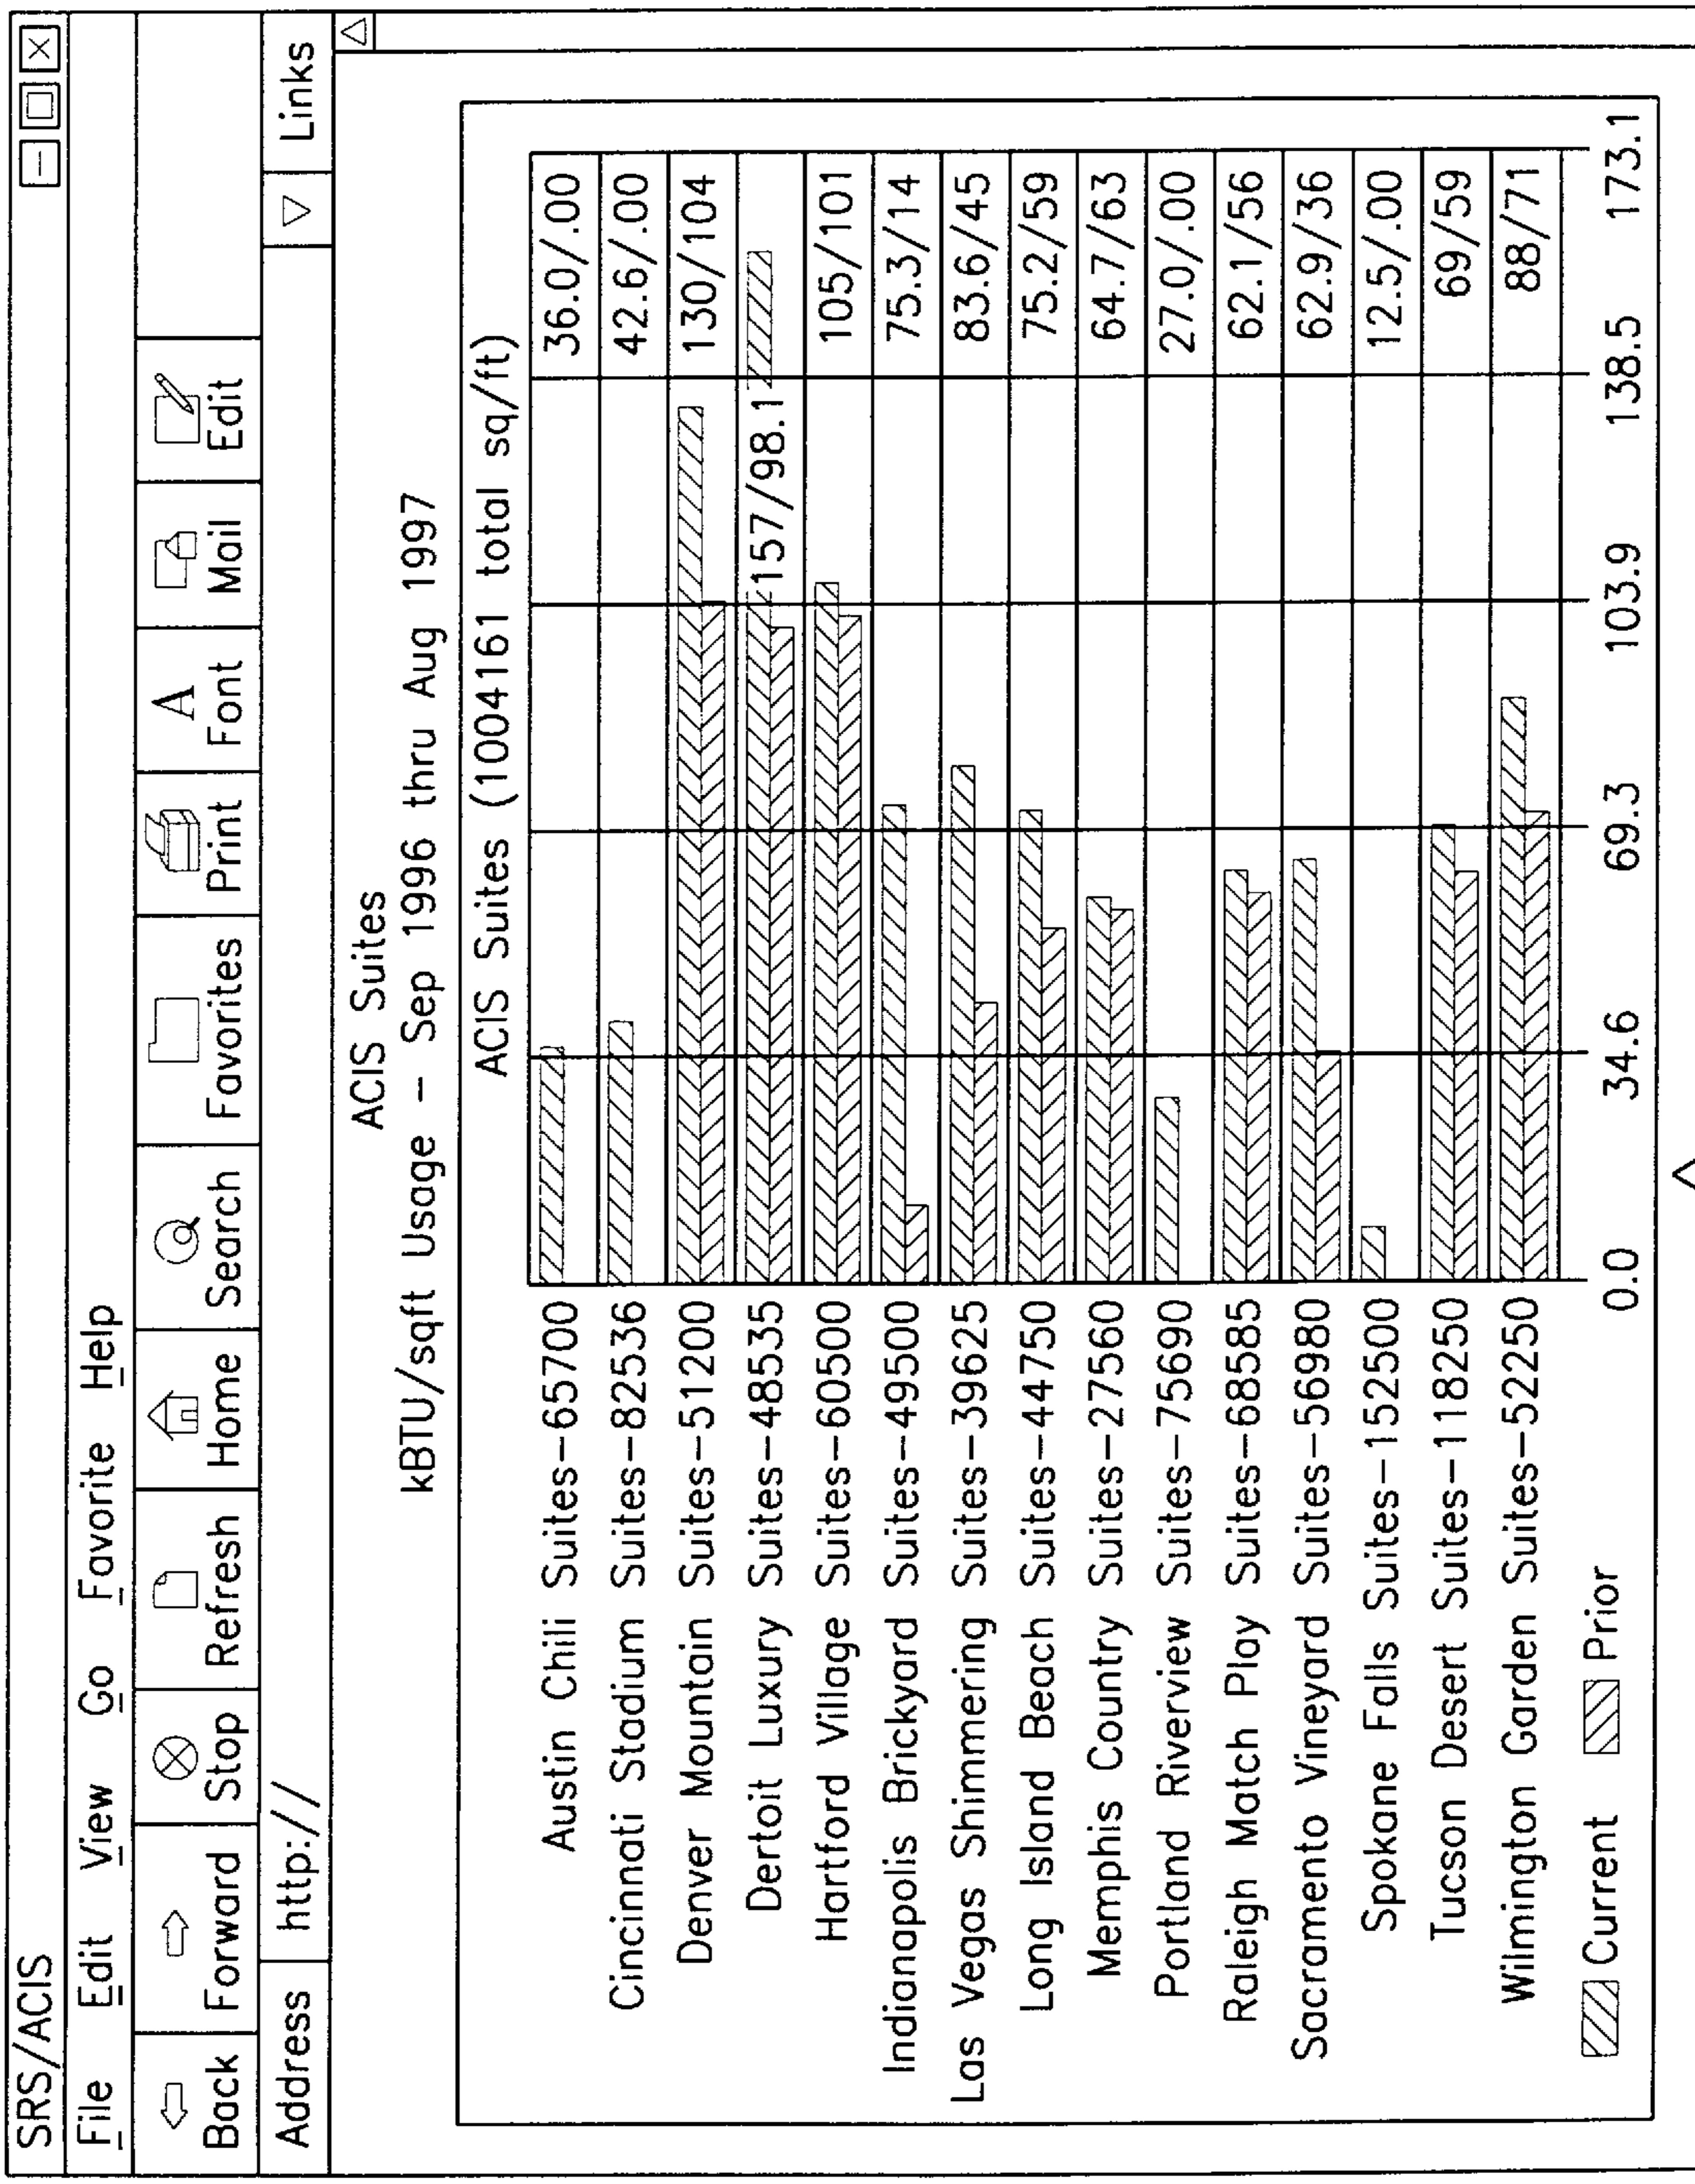 SRS/ACIS
File Edit View Go Favorite Help
Back Forward Stop Refresh Home Search Favorites Print Font Mail Edit
Address http:// Links
ACIS Suites
kBTU/sqft Usage – Sep 1996 thru Aug 1997
ACIS Suites (1004161 total sq/ft)
Austin Chili Suites–65700 36.0/.00
Cincinnati Stadium Suites–82536 42.6/.00
Denver Mountain Suites–51200 130/104
Dertoit Luxury Suites–48535 157/98.1
Hartford Village Suites–60500 105/101
Indianapolis Brickyard Suites–49500 75.3/14
Las Vegas Shimmering Suites–39625 83.6/45
Long Island Beach Suites–44750 75.2/59
Memphis Country Suites–27560 64.7/63
Portland Riverview Suites–75690 27.0/.00
Raleigh Match Play Suites–68585 62.1/56
Sacramento Vineyard Suites–56980 62.9/36
Spokane Falls Suites–152500 12.5/.00
Tucson Desert Suites–118250 69/59
Wilmington Garden Suites–52250 88/71
0.0 34.6 69.3 103.9 138.5 173.1
Current Prior